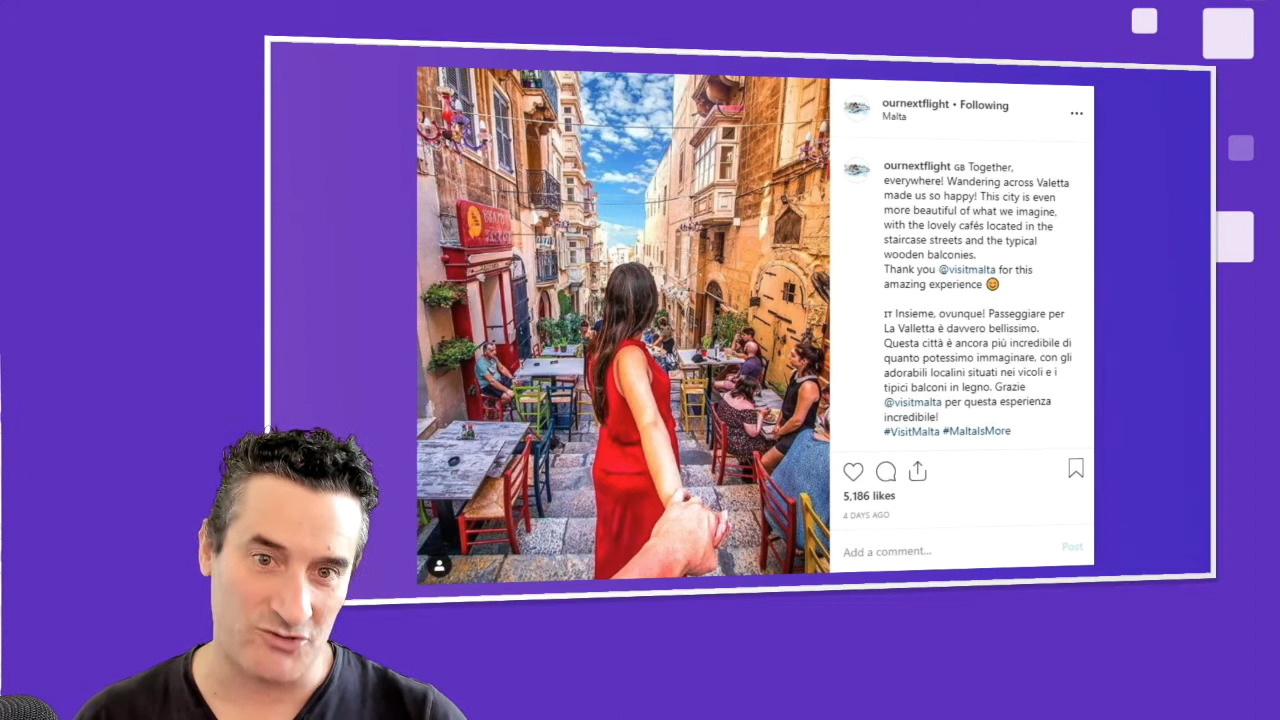 ournextflight • Following
Malta
ournextflight GB Together,
everywhere! Wandering across Valetta
made us so happy! This city is even
more beautiful of what we imagine,
with the lovely cafés located in the
staircase streets and the typical
wooden balconies.
Thank you @visitmalta for this
amazing experience 😊
IT Insieme, ovunque! Passeggiare per
La Valletta è davvero bellissimo.
Questa città è ancora più incredibile di
quanto potessimo immaginare, con gli
adorabili localini situati nei vicoli e i
tipici balconi in legno. Grazie
@visitmalta per questa esperienza
incredibile!
#VisitMalta #MaltaIsMore
5,186 likes
4 DAYS AGO
Add a comment...
Post